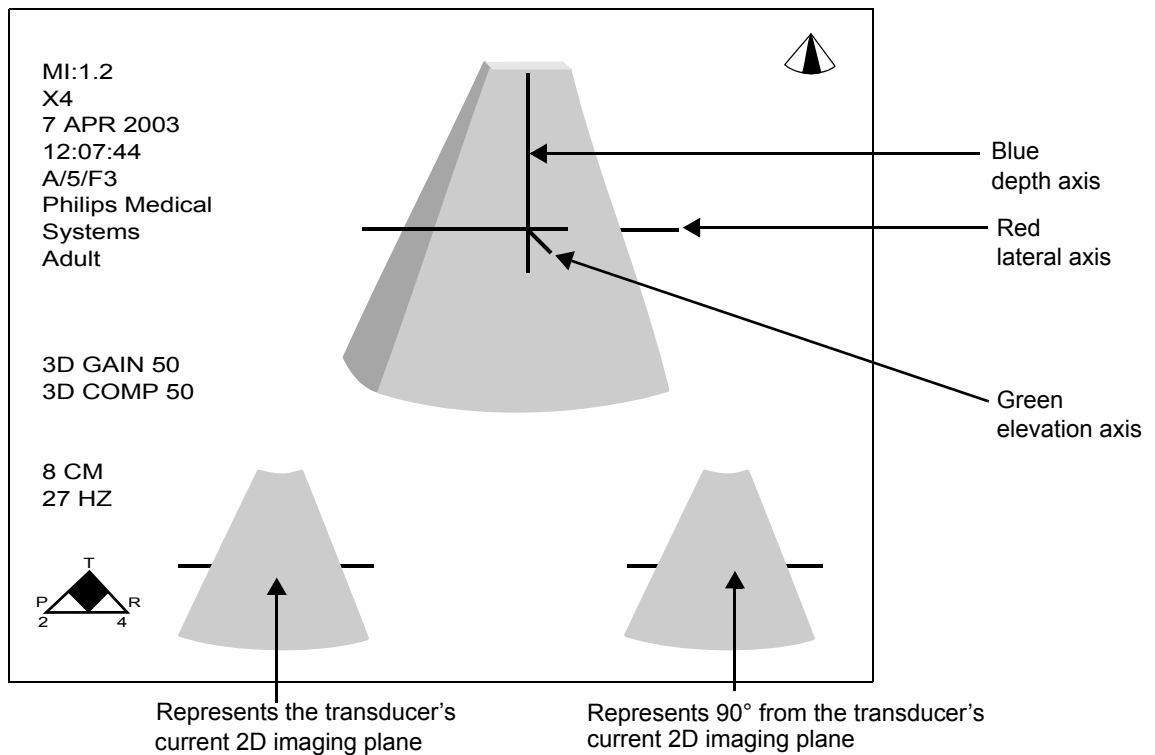 MI:1.2
X4
7 APR 2003
12:07:44
A/5/F3
Philips Medical
Systems
Adult
Blue
depth axis
Red
lateral axis
3D GAIN 50
3D COMP 50
Green
elevation axis
8 CM
27 HZ
T
P R
2 4
Represents the transducer's
current 2D imaging plane
Represents 90° from the transducer's
current 2D imaging plane